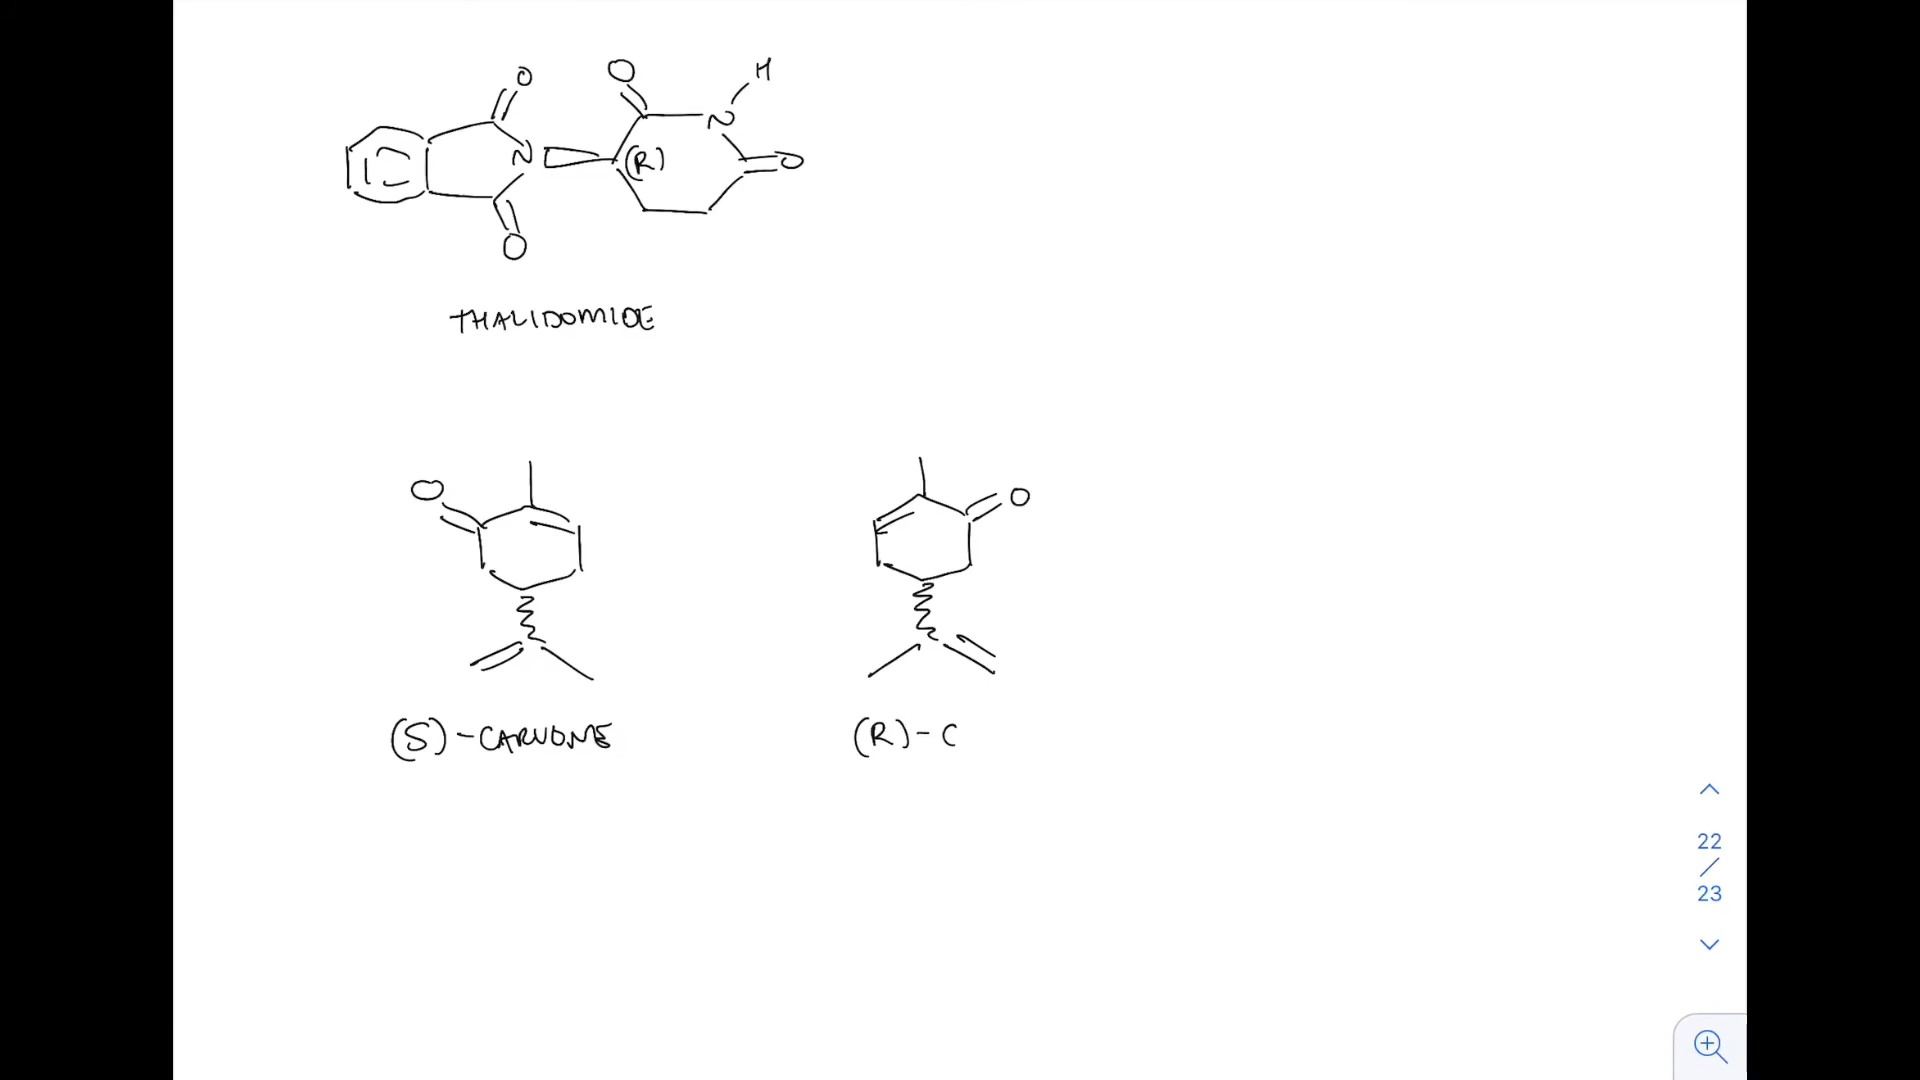 O O H
N N
(R) O
O
THALIDOMIDE
O O
(S)-CARVONE (R)-C
22
/
23